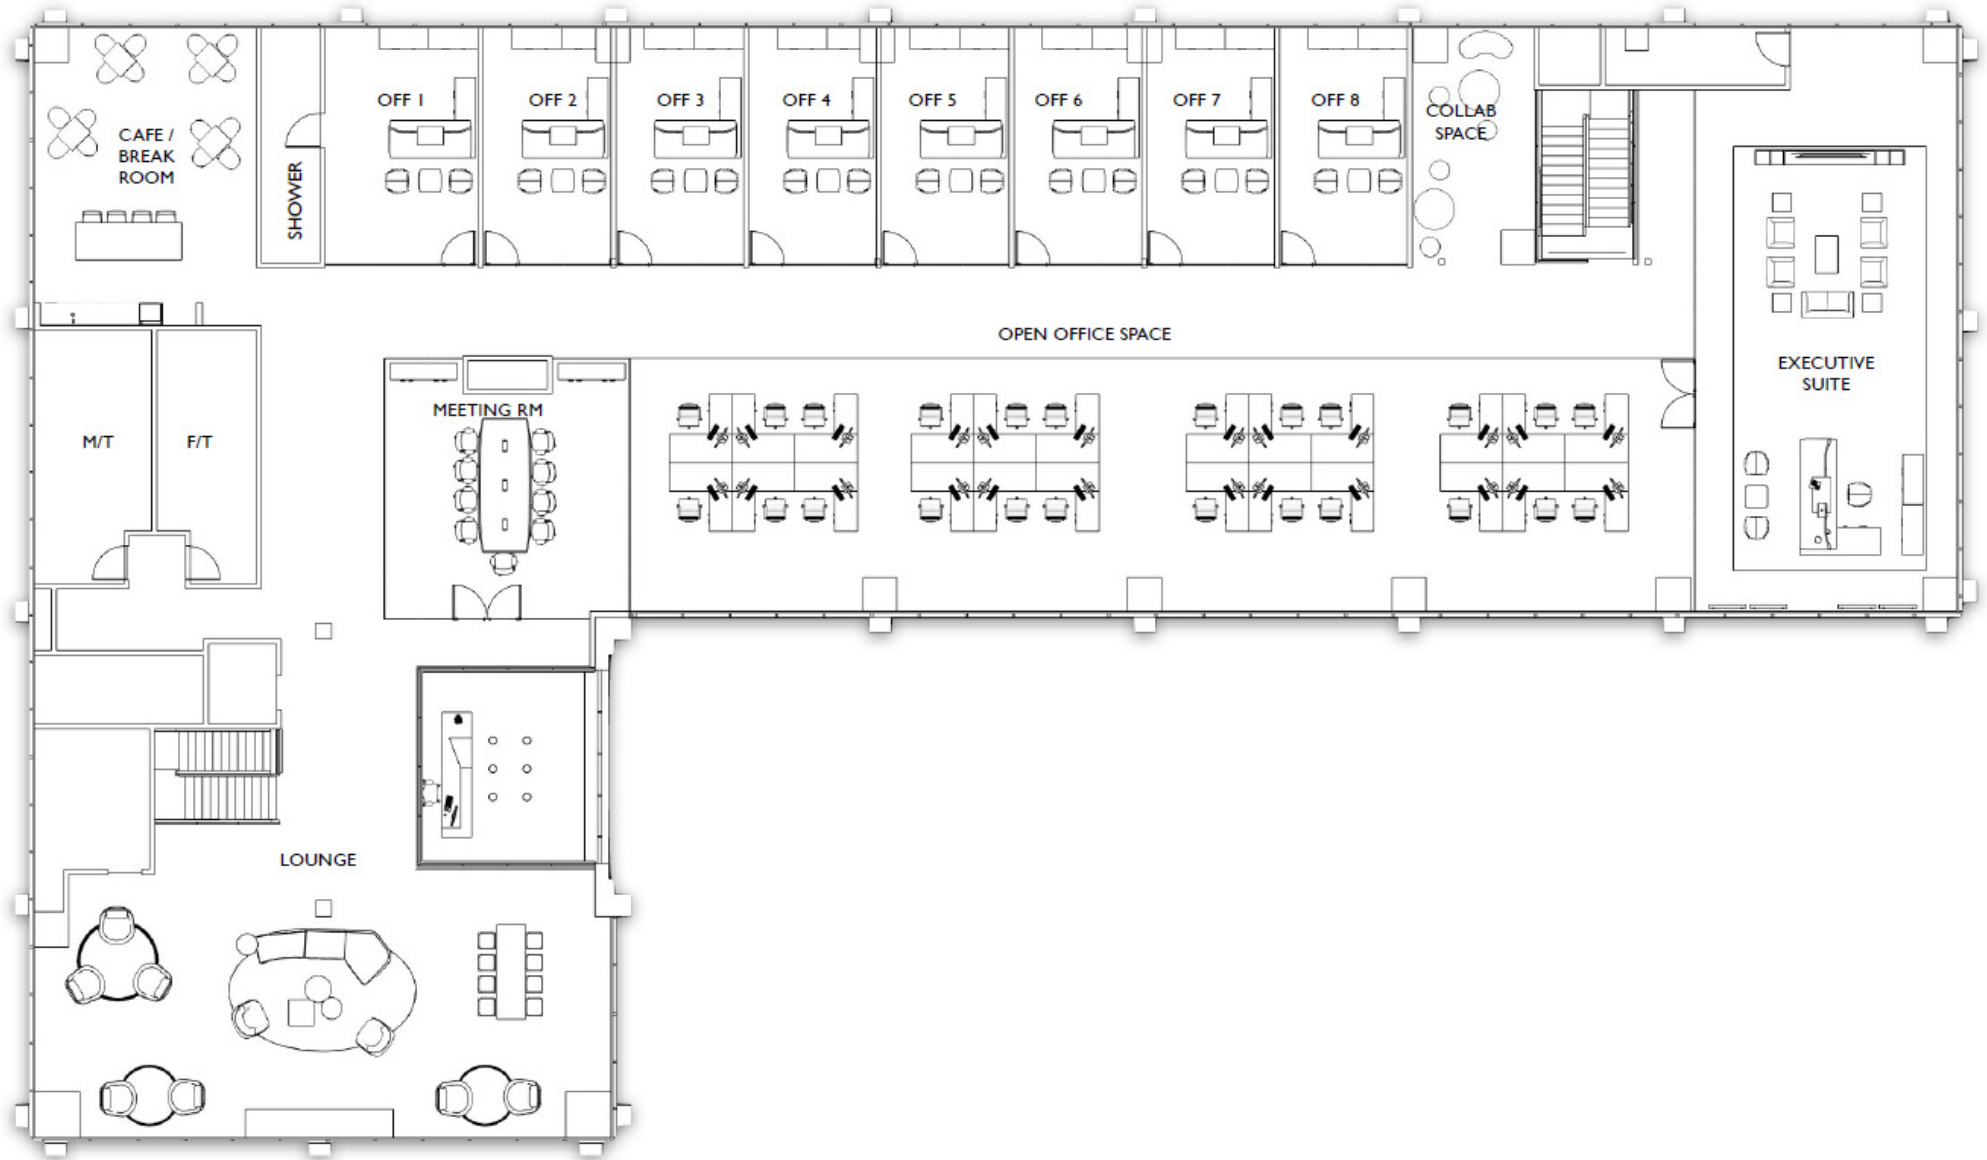 CAFE /
BREAK
ROOM
SHOWER
OFF 1
OFF 2
OFF 3
OFF 4
OFF 5
OFF 6
OFF 7
OFF 8
COLLAB
SPACE
OPEN OFFICE SPACE
EXECUTIVE
SUITE
MEETING RM
M/T
F/T
LOUNGE